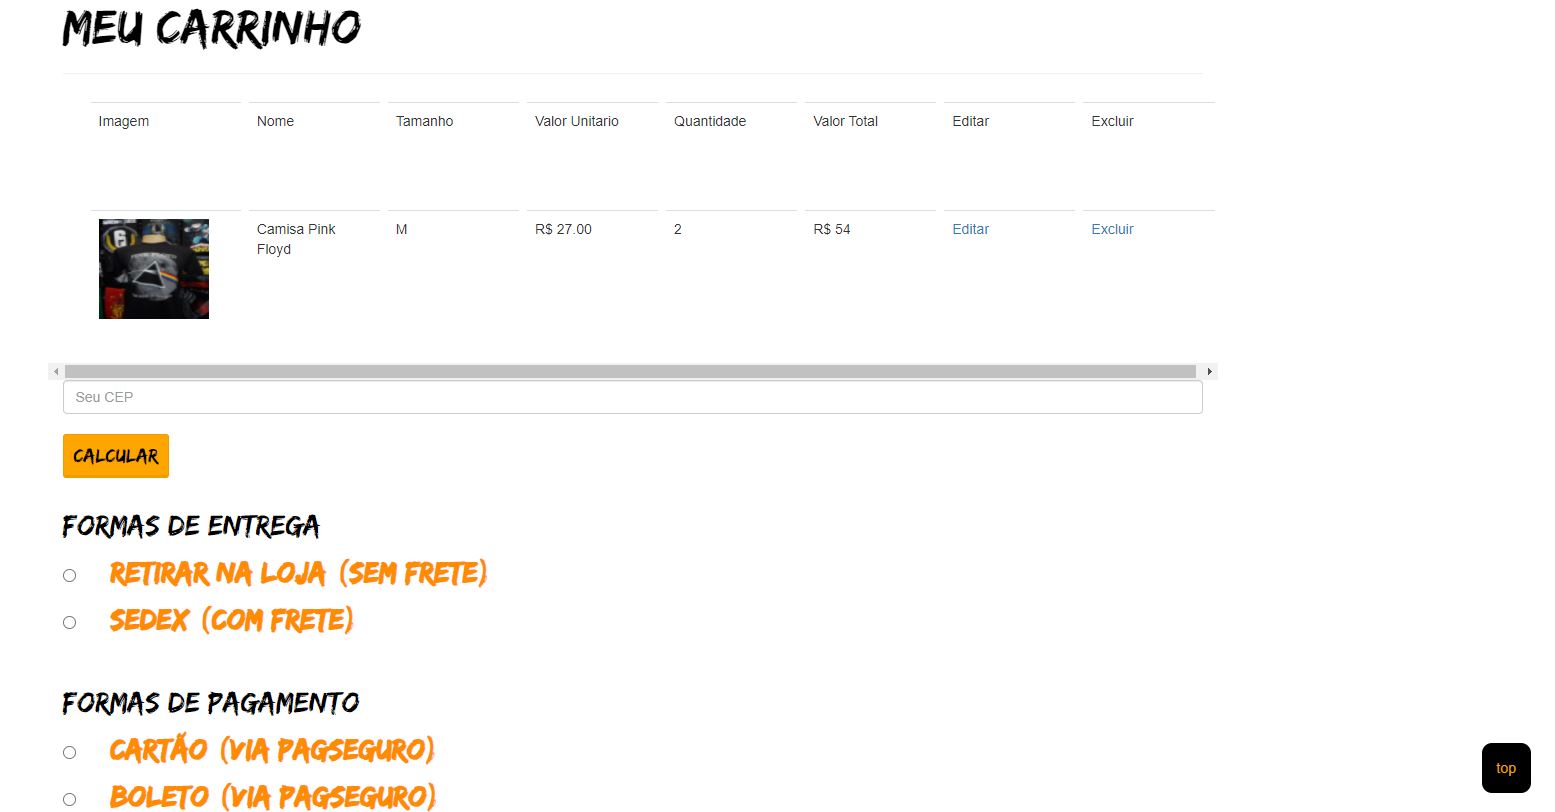 MEU CARRINHO
Imagem Nome Tamanho Valor Unitario Quantidade Valor Total Editar Excluir
Camisa Pink M R$ 27.00 2 R$ 54 Editar Excluir
Floyd
Seu CEP
CALCULAR
FORMAS DE ENTREGA
RETIRAR NA LOJA (SEM FRETE)
SEDEX (COM FRETE)
FORMAS DE PAGAMENTO
CARTÃO (VIA PAGSEGURO)
top
BOLETO (VIA PAGSEGURO)